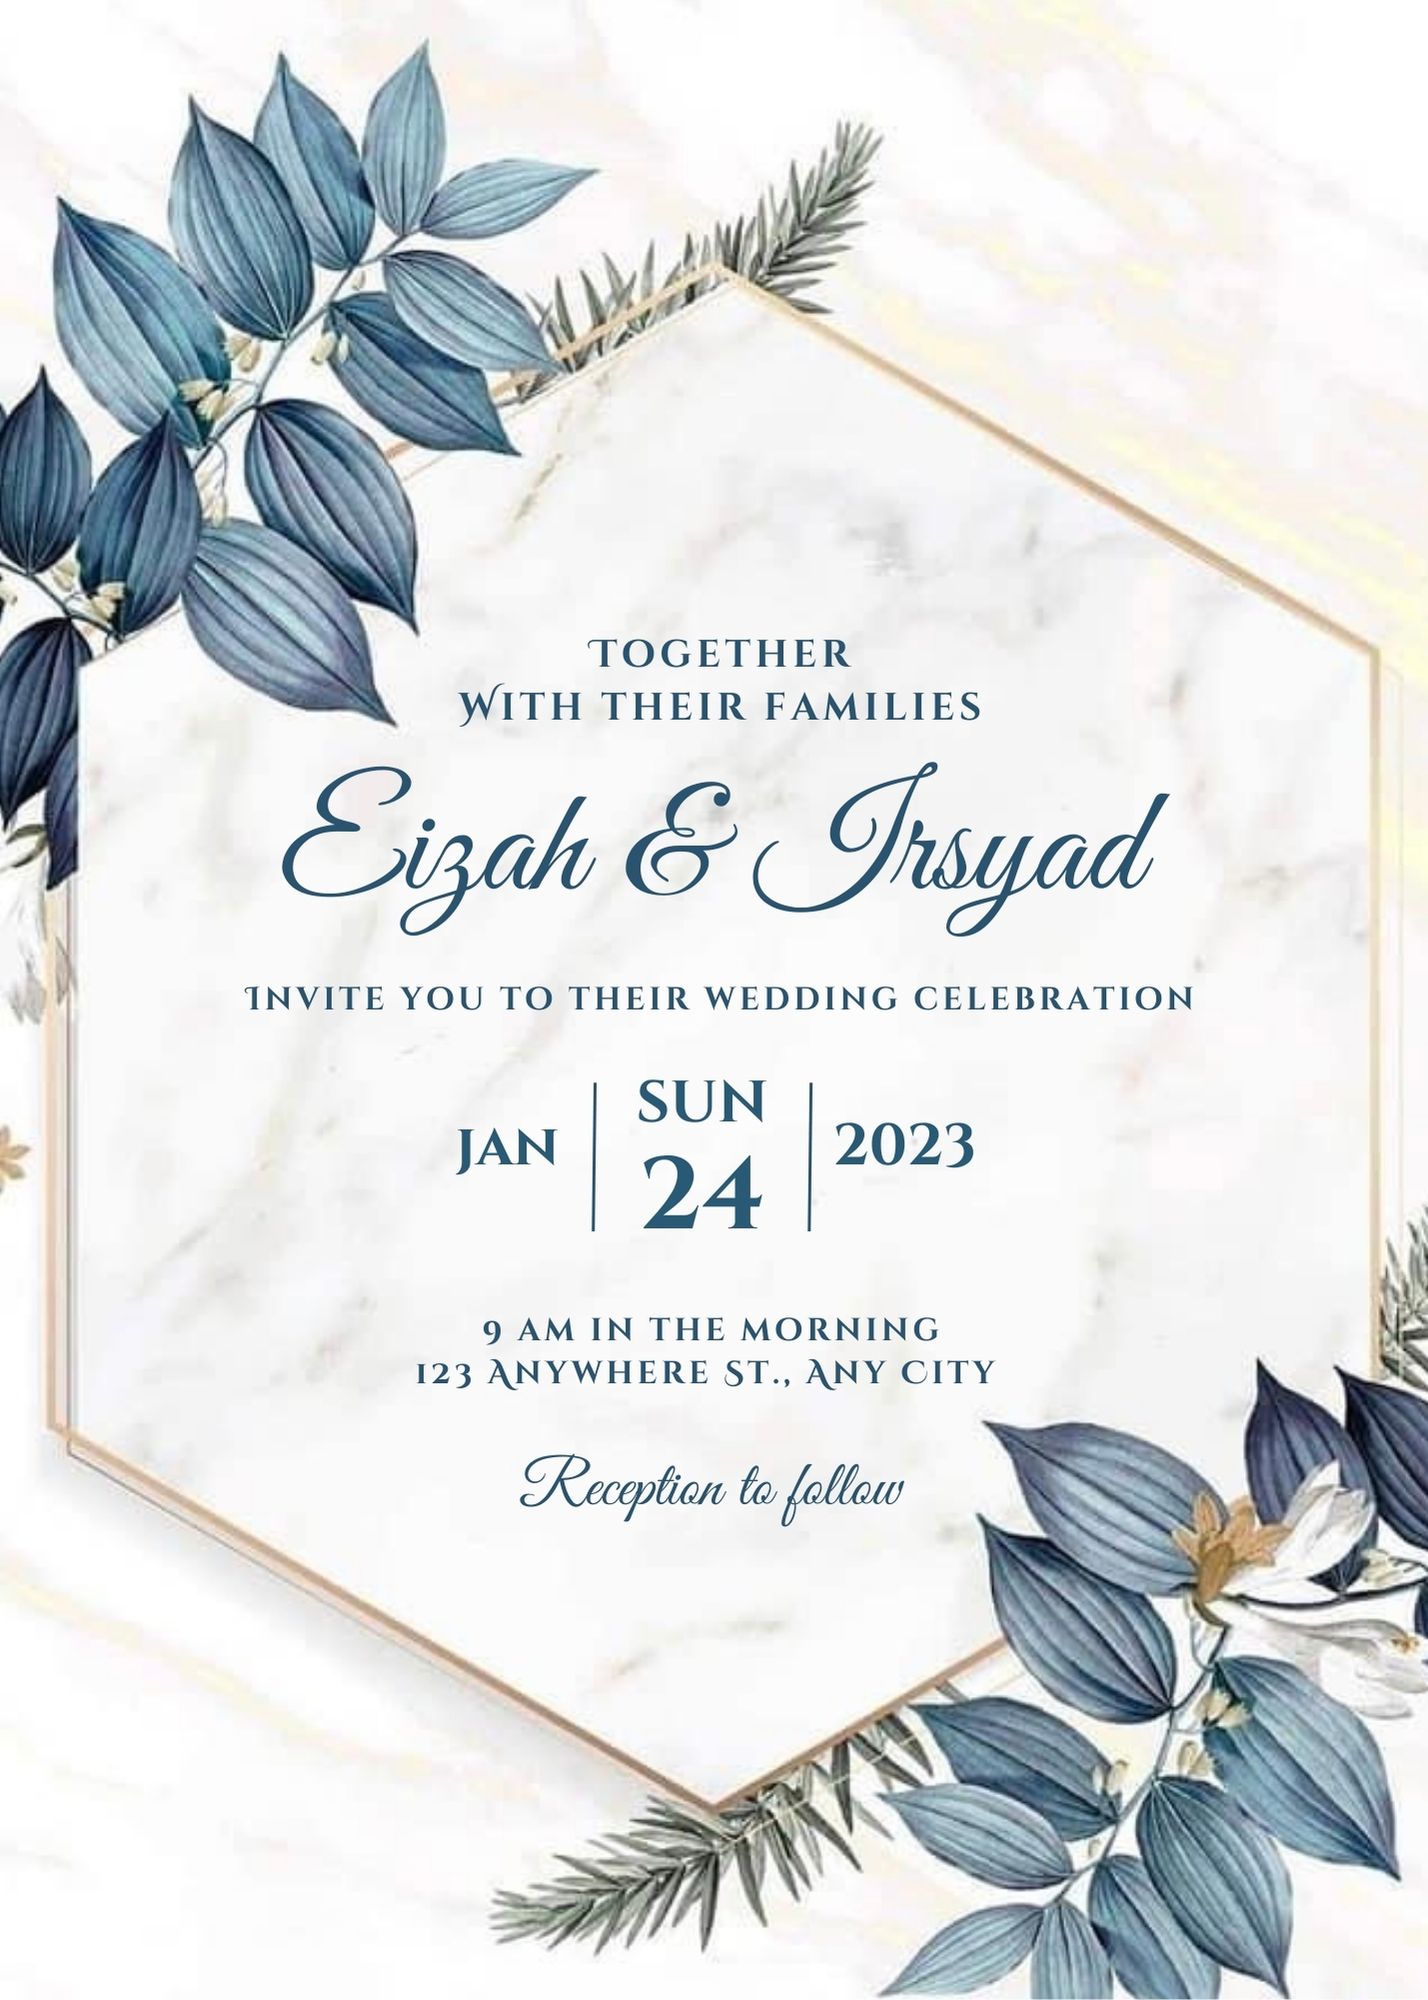 Together
With their families
Eizah & Irsyad
Invite you to their wedding celebration
JAN
SUN
24
2023
9 am in the morning
123 Anywhere St., Any City
Reception to follow